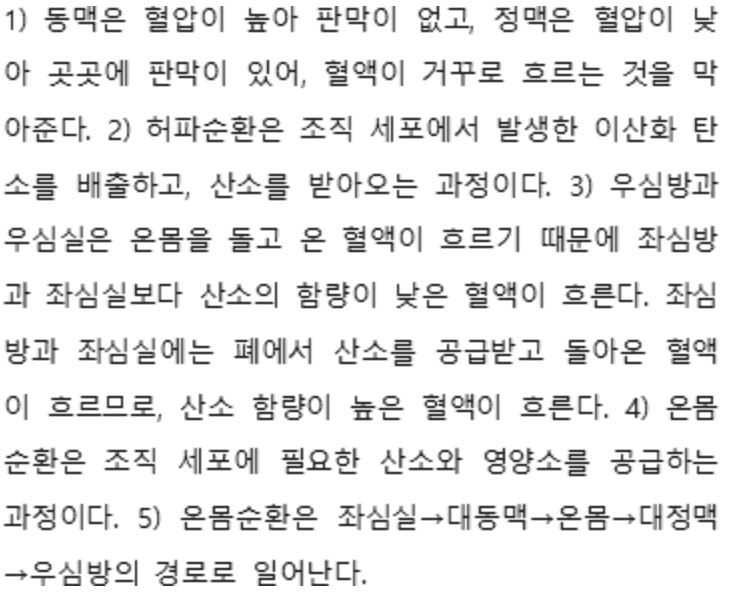 1) 동맥은 혈압이 높아 판막이 없고, 정맥은 혈압이 낮
아 곳곳에 판막이 있어, 혈액이 거꾸로 흐르는 것을 막
아준다. 2) 허파순환은 조직 세포에서 발생한 이산화 탄
소를 배출하고, 산소를 받아오는 과정이다. 3) 우심방과
우심실은 온몸을 돌고 온 혈액이 흐르기 때문에 좌심방
과 좌심실보다 산소의 함량이 낮은 혈액이 흐른다. 좌심
방과 좌심실에는 폐에서 산소를 공급받고 돌아온 혈액
이 흐르므로, 산소 함량이 높은 혈액이 흐른다. 4) 온몸
순환은 조직 세포에 필요한 산소와 영양소를 공급하는
과정이다. 5) 온몸순환은 좌심실→대동맥→온몸→대정맥
→우심방의 경로로 일어난다.